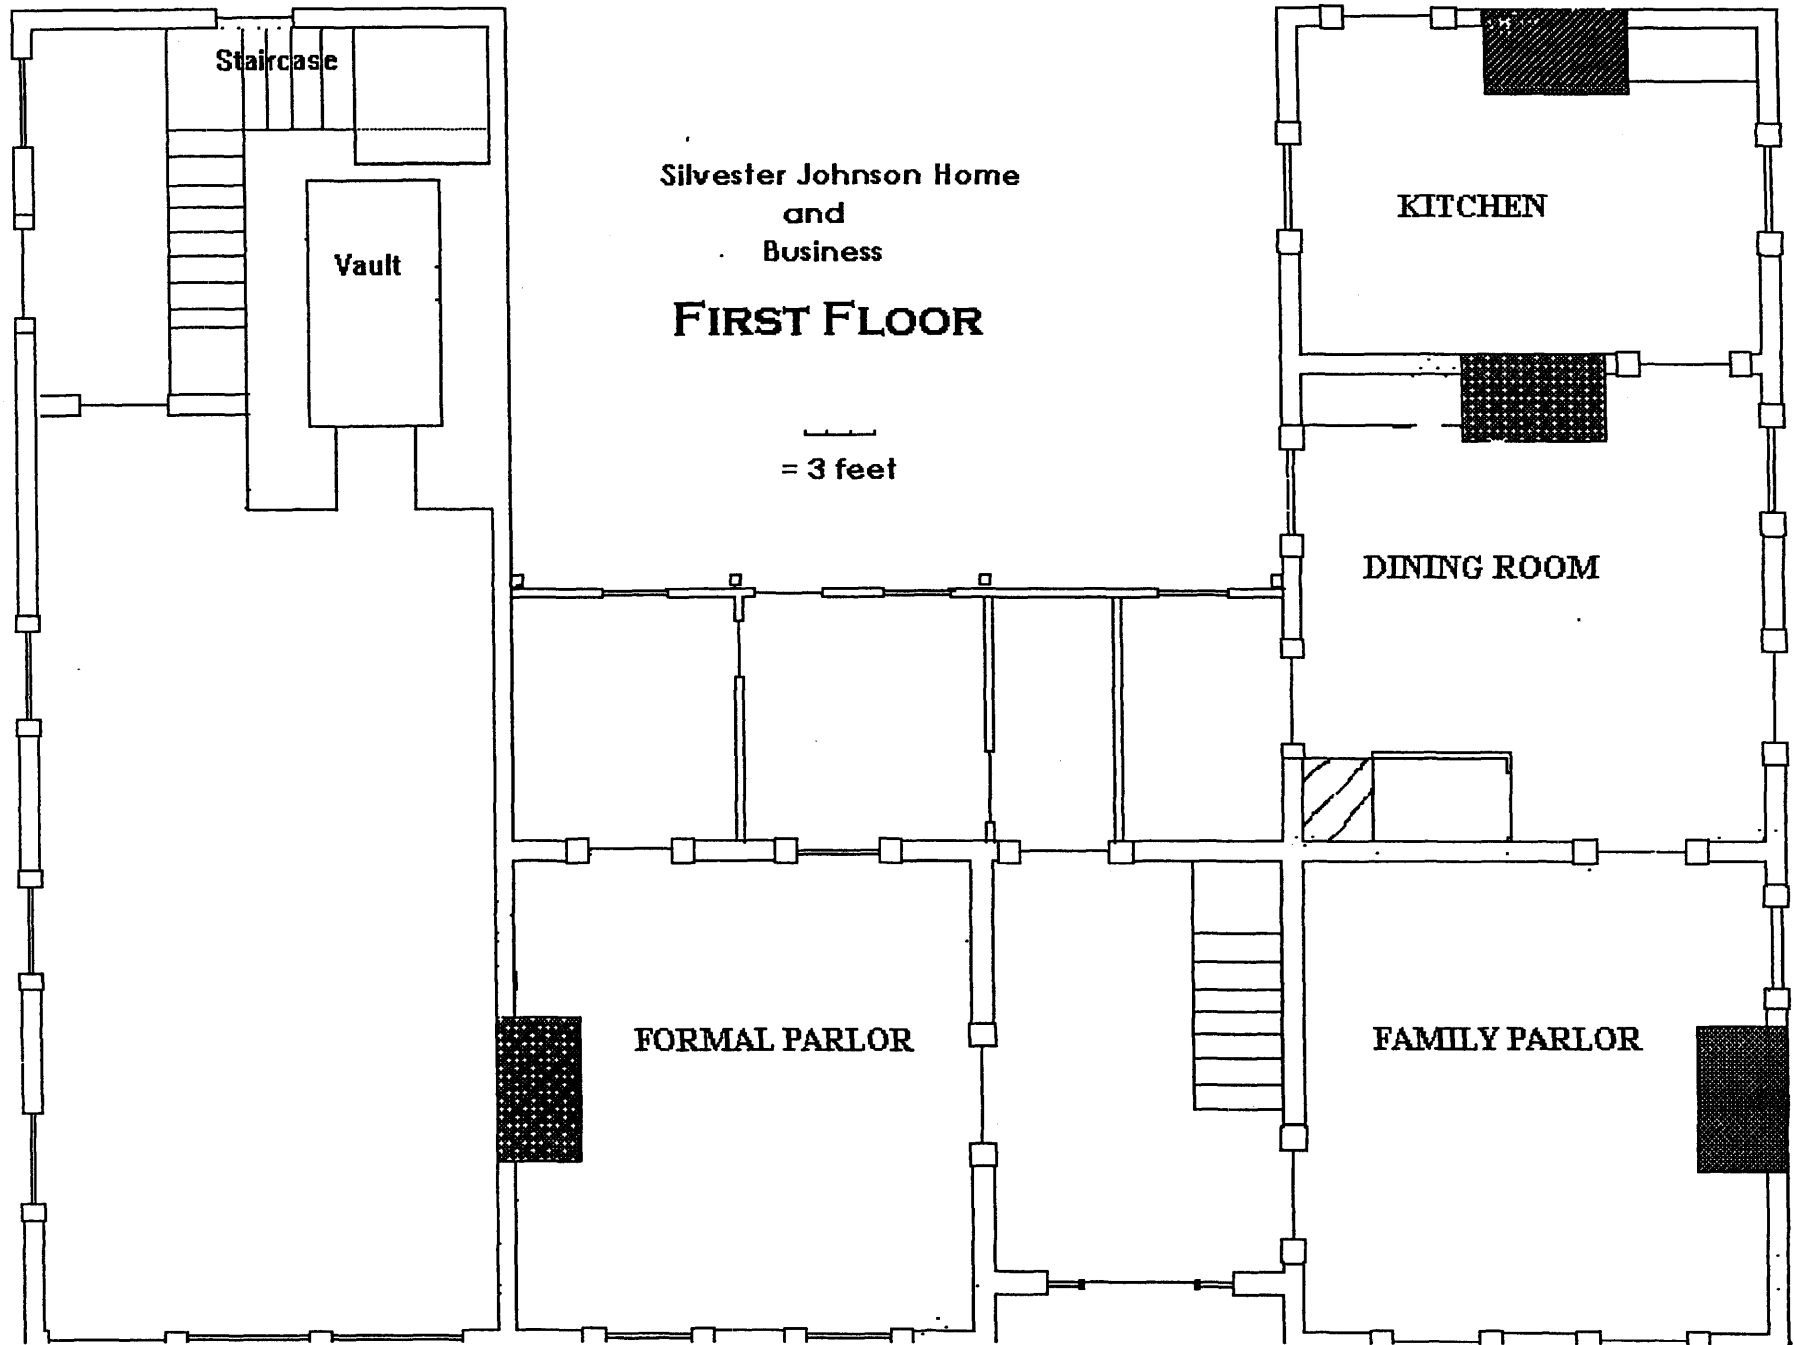 Staircase
Silvester Johnson Home
and
Business
KITCHEN
Vault
FIRST FLOOR
= 3 feet
DINING ROOM
FORMAL PARLOR
FAMILY PARLOR